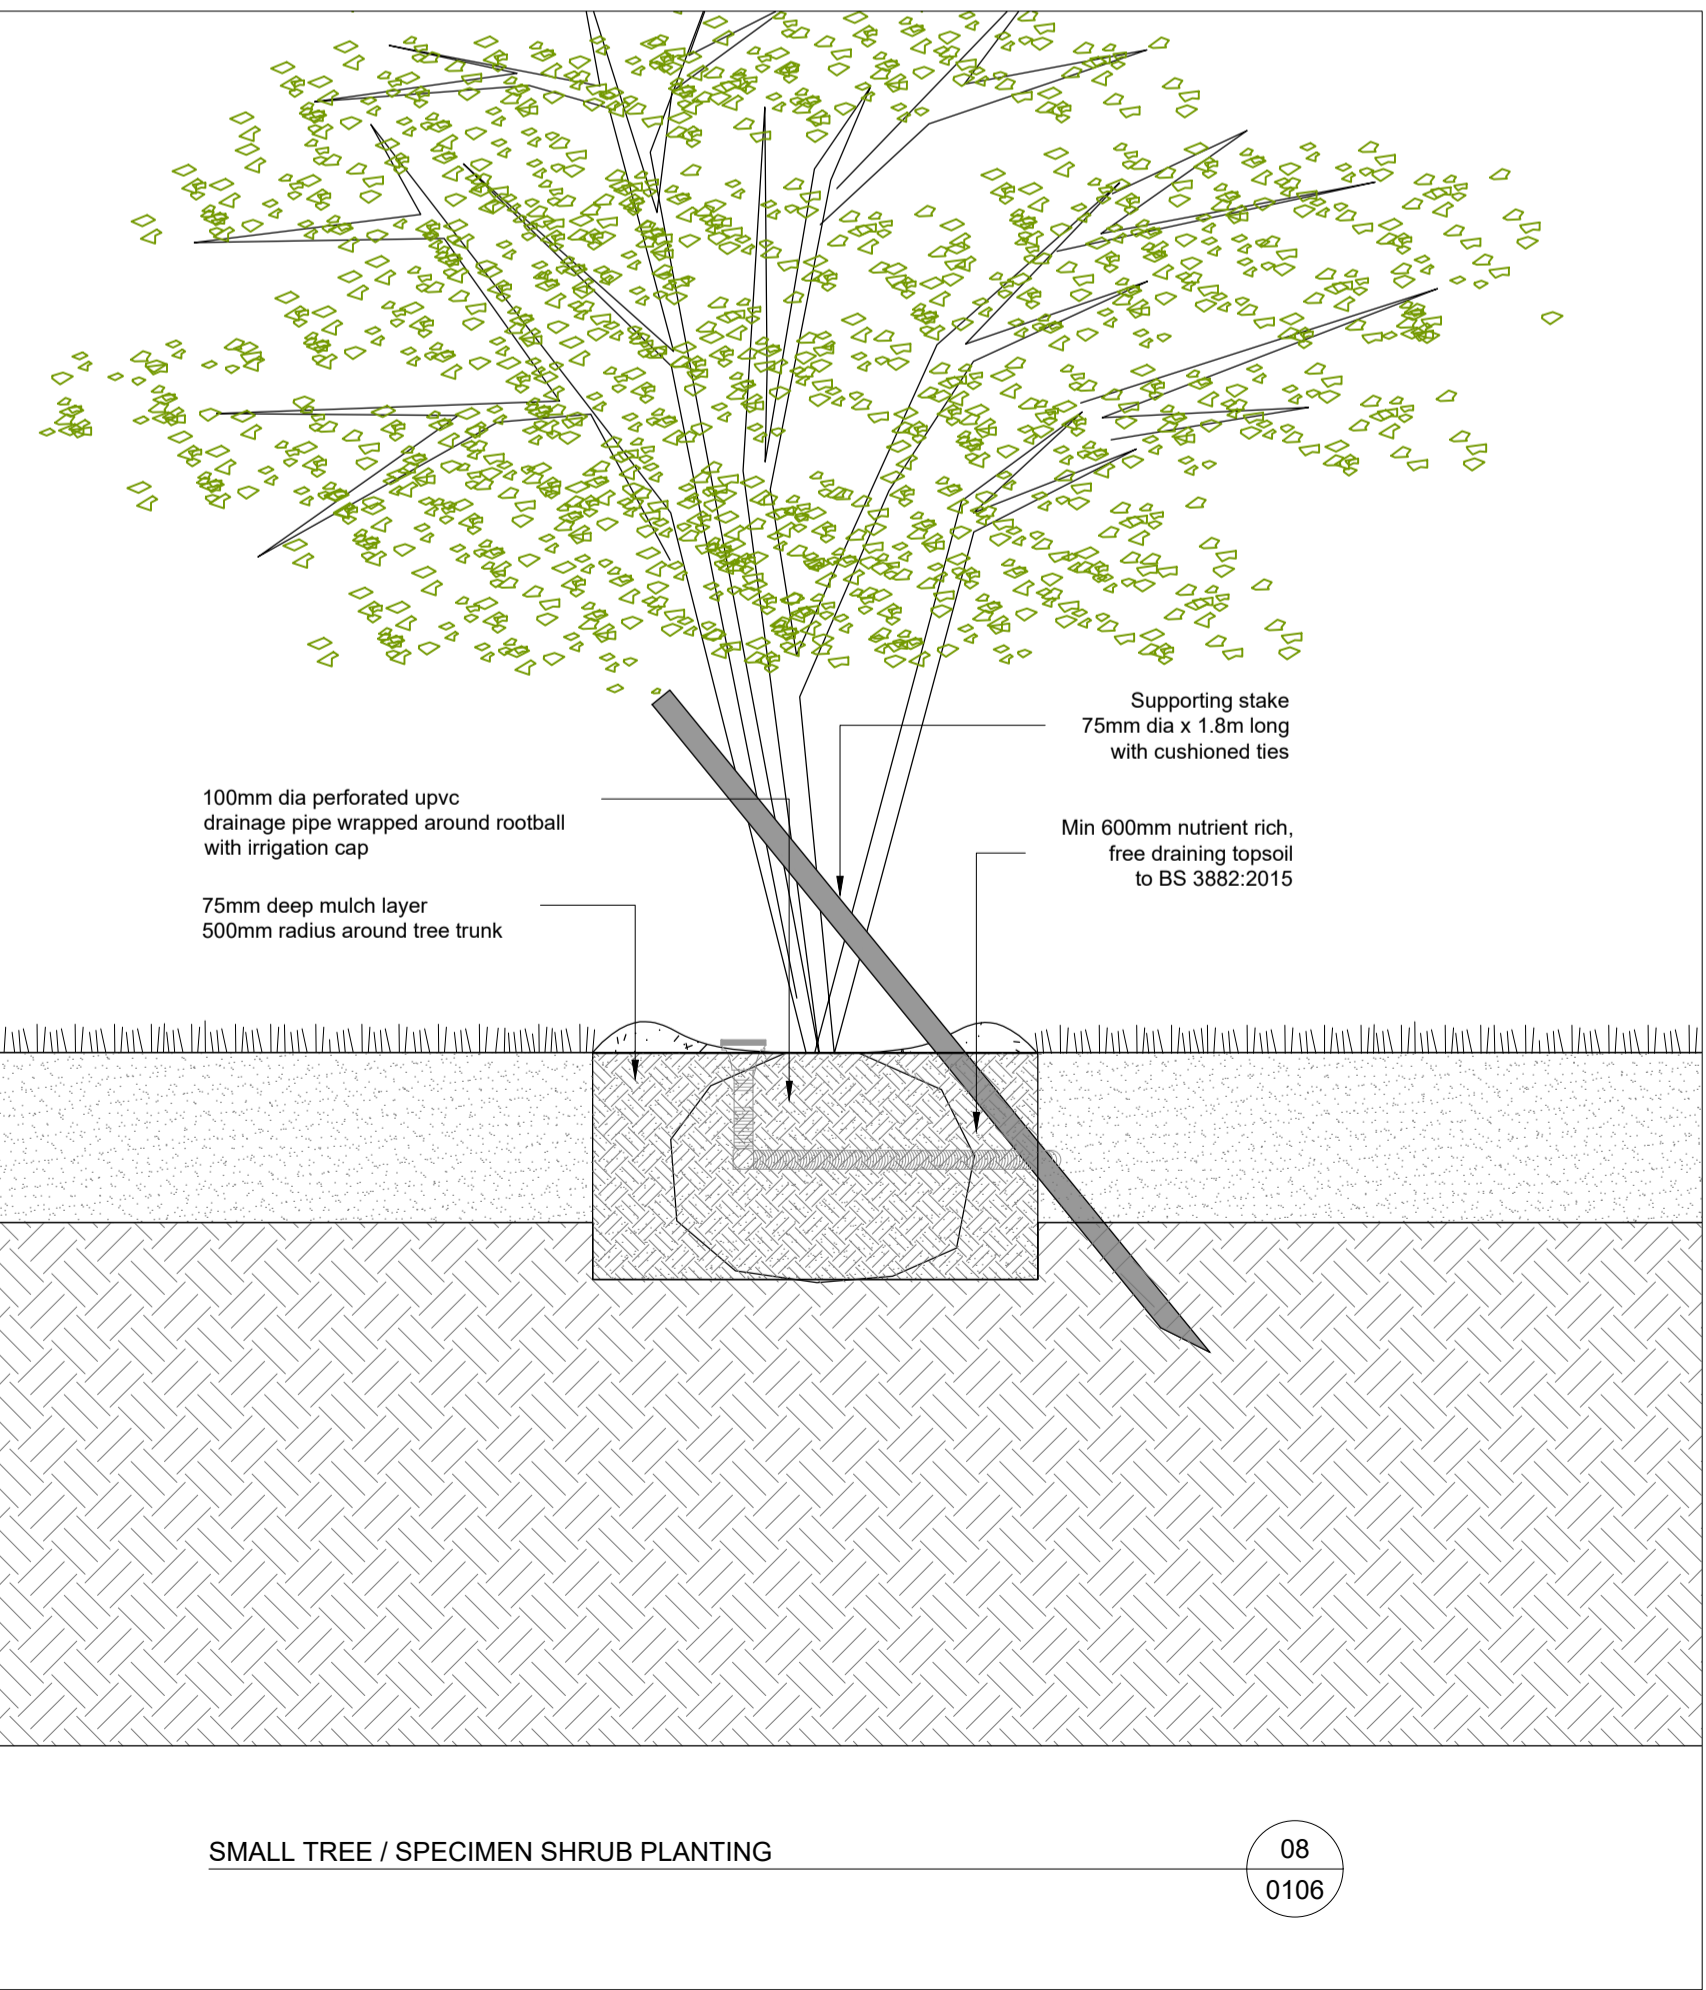 Supporting stake
75mm dia x 1.8m long
with cushioned ties
100mm dia perforated upvc
drainage pipe wrapped around rootball
with irrigation cap
Min 600mm nutrient rich,
free draining topsoil
to BS 3882:2015
75mm deep mulch layer
500mm radius around tree trunk
SMALL TREE / SPECIMEN SHRUB PLANTING
08
0106